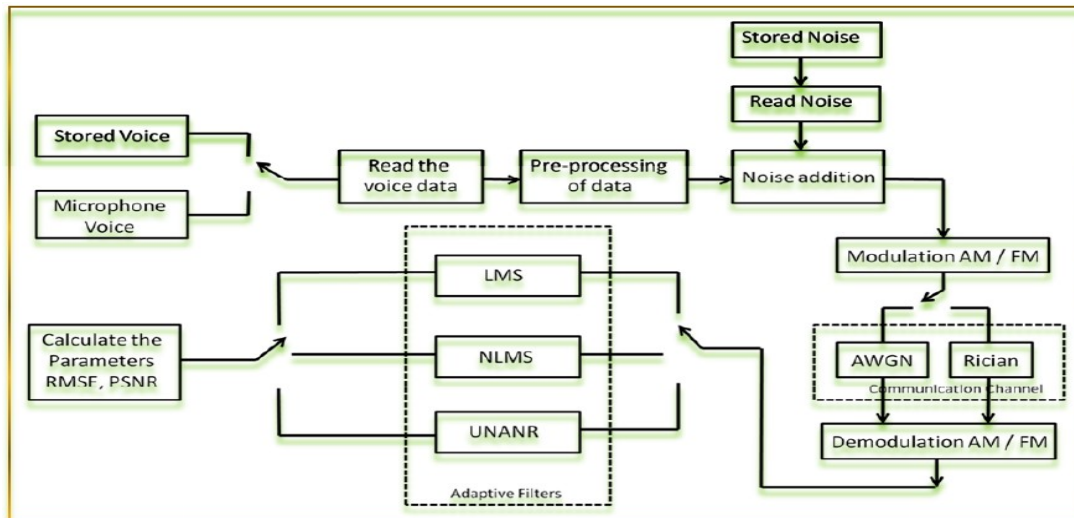 Stored Noise
Read Noise
Stored Voice
Read the
voice data
Pre-processing
of data
Noise addition
Microphone
Voice
Modulation AM / FM
LMS
Calculate the
Parameters
RMSE, PSNR
NLMS
AWGN
Rician
Communication Channel
UNANR
Demodulation AM / FM
Adaptive Filters